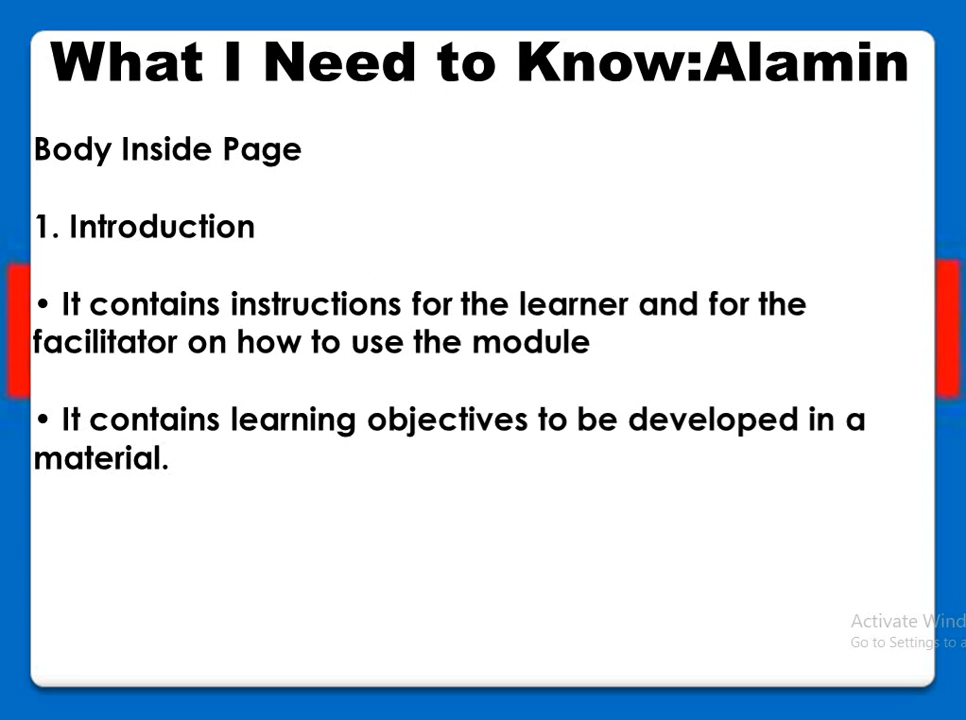 What I Need to Know:Alamin
Body Inside Page
1. Introduction
• It contains instructions for the learner and for the
facilitator on how to use the module
• It contains learning objectives to be developed in a
material.
Activate Wind
Go to Settings to a